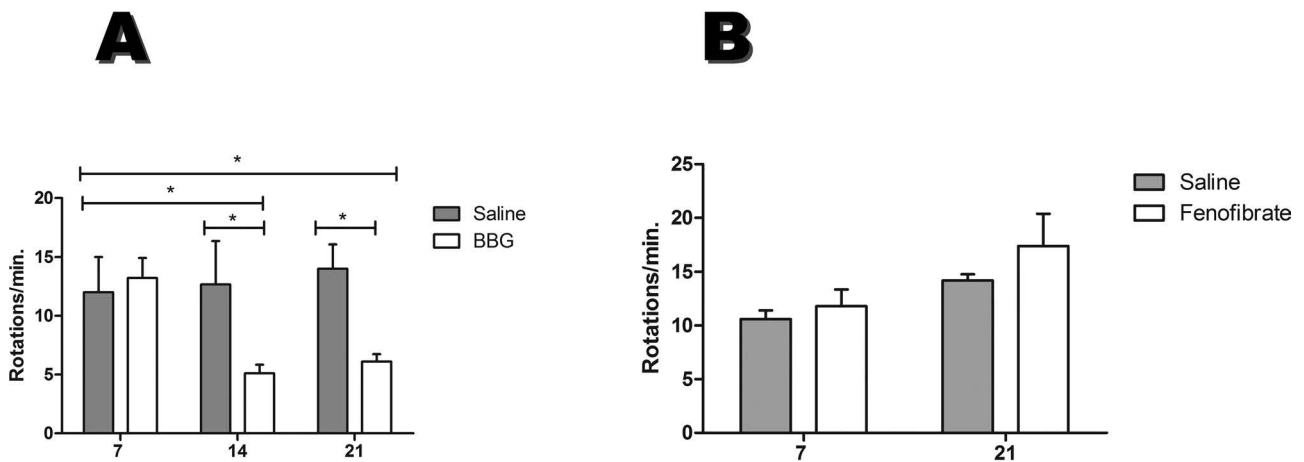 A
*
*
*
*
20
15
10
5
0
Rotations/min.
7
14
21
Saline
BBG
B
25
20
15
10
5
0
Rotations/min.
7
21
Saline
Fenofibrate